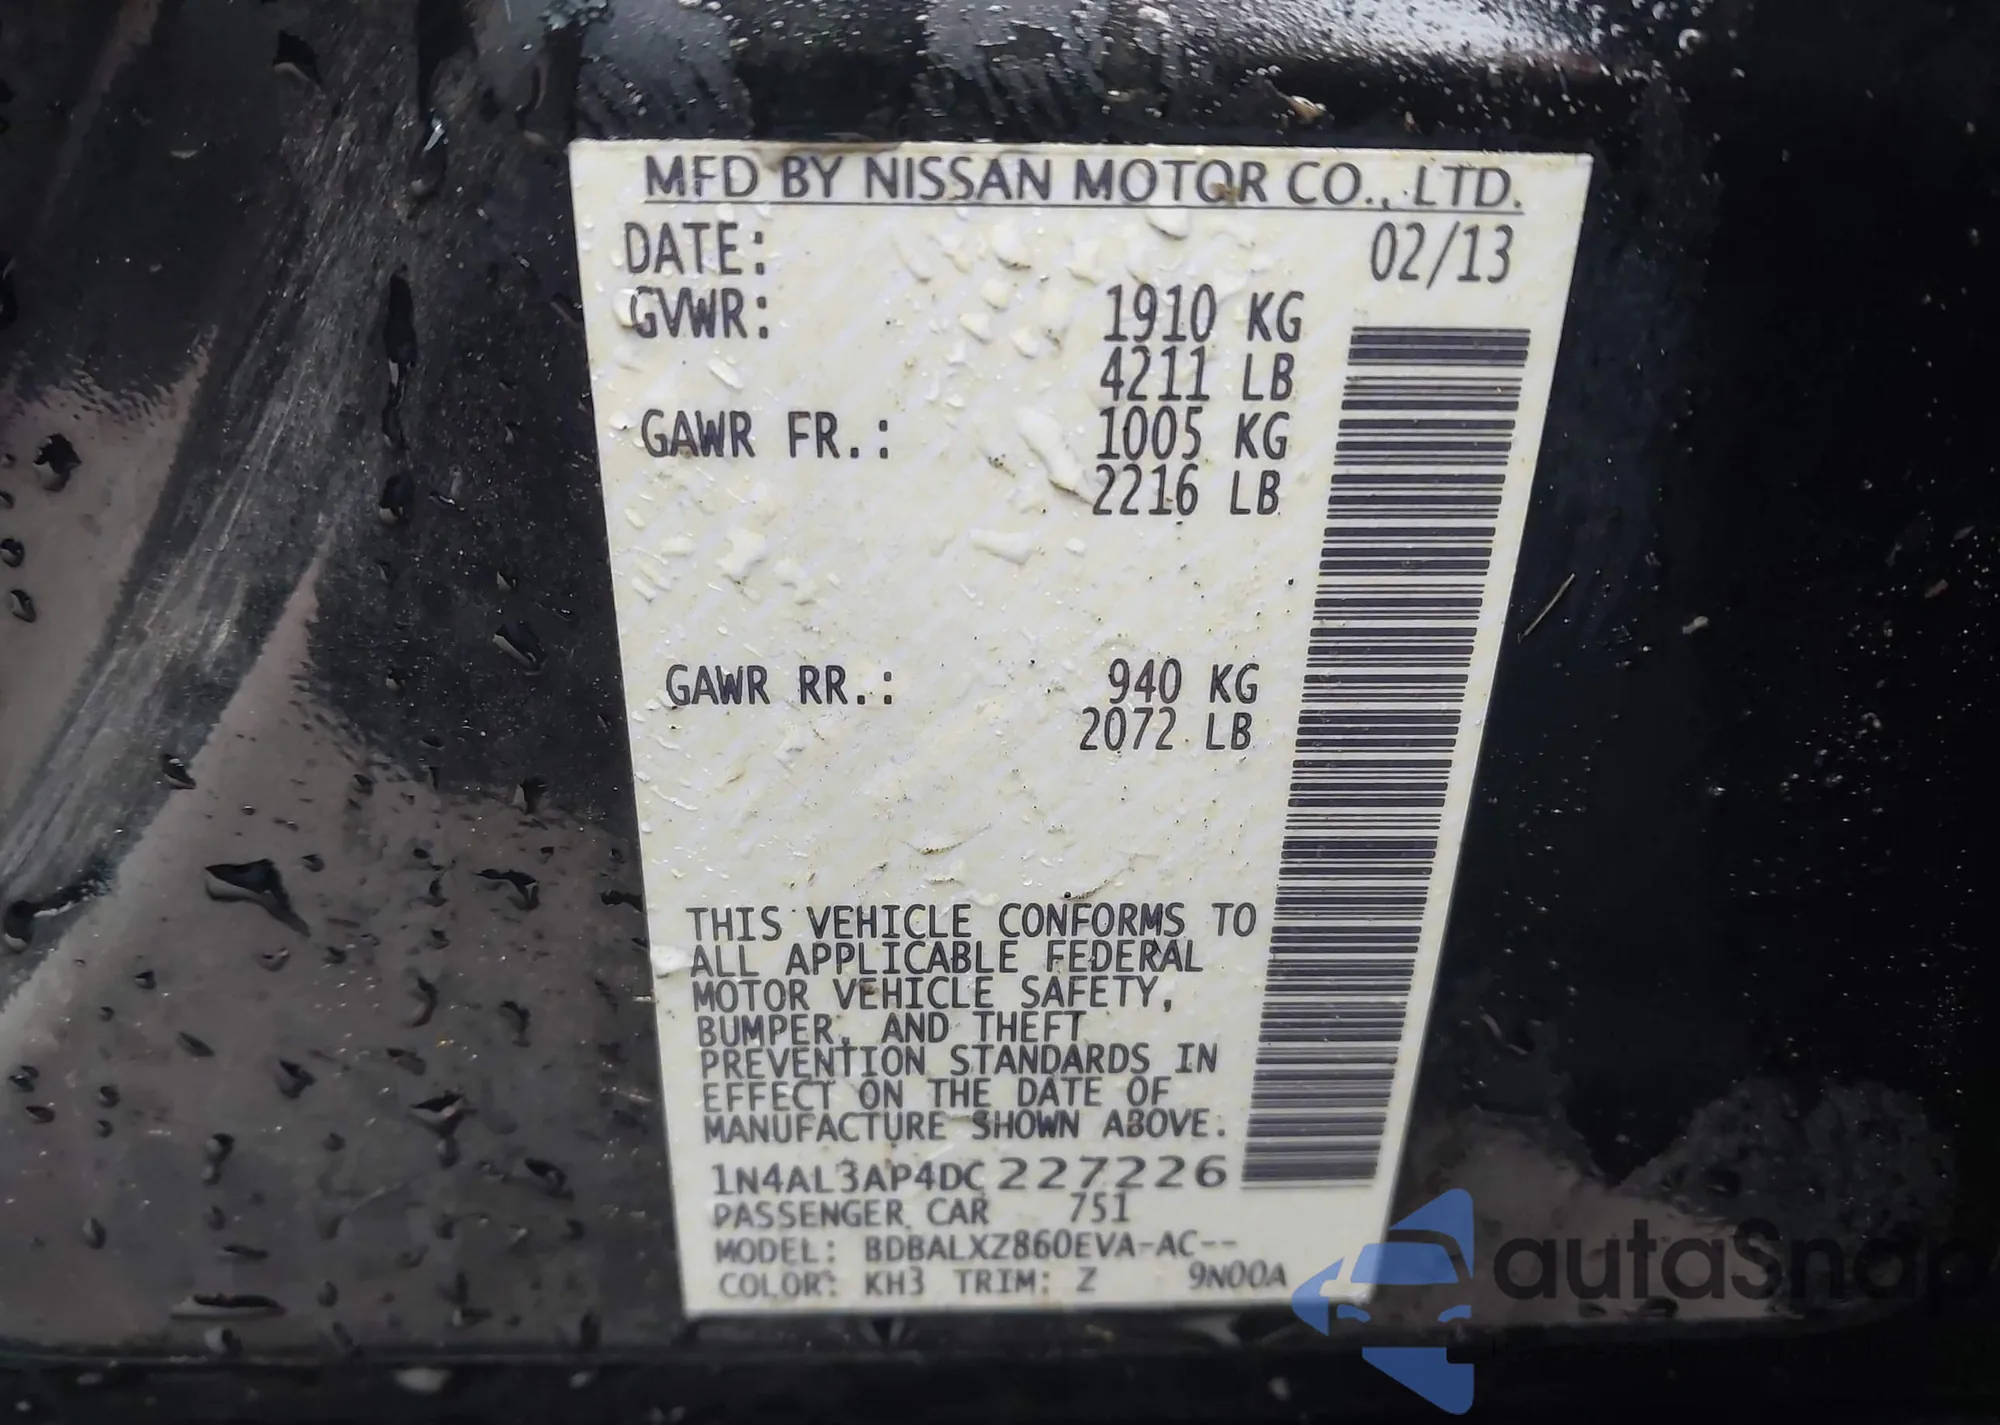 MFD BY NISSAN MOTOR CO., LTD.
DATE: 02/13
GVWR: 1910 KG
4211 LB
GAWR FR.: 1005 KG
2216 LB
GAWR RR.: 940 KG
2072 LB
THIS VEHICLE CONFORMS TO
ALL APPLICABLE FEDERAL
MOTOR VEHICLE SAFETY,
BUMPER, AND THEFT
PREVENTION STANDARDS IN
EFFECT ON THE DATE OF
MANUFACTURE SHOWN ABOVE.
1N4AL3AP4DC227226
PASSENGER CAR 751
MODEL: BDBALXZ860EVA-AC--
COLOR: KH3 TRIM: Z 9N00A
autaSnap